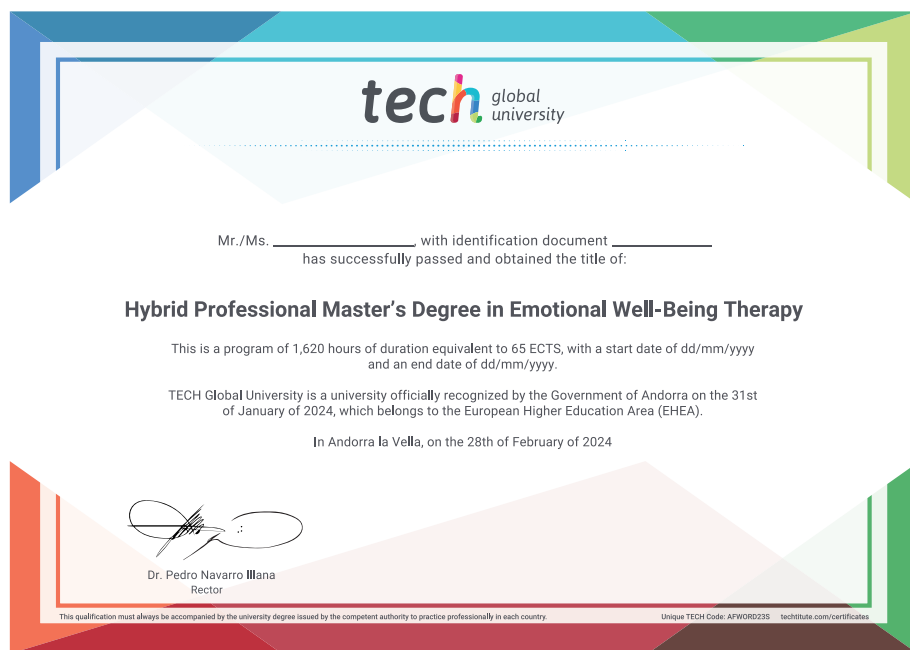 tech global
university
Mr./Ms. ____________, with identification document ____________
has successfully passed and obtained the title of:
Hybrid Professional Master's Degree in Emotional Well-Being Therapy
This is a program of 1,620 hours of duration equivalent to 65 ECTS, with a start date of dd/mm/yyyy
and an end date of dd/mm/yyyy.
TECH Global University is a university officially recognized by the Government of Andorra on the 31st
of January of 2024, which belongs to the European Higher Education Area (EHEA).
In Andorra la Vella, on the 28th of February of 2024
Dr. Pedro Navarro Illana
Rector
This qualification must always be accompanied by the university degree issued by the competent authority to practice professionally in each country.
Unique TECH Code: AFWORD23S techtitute.com/certificates